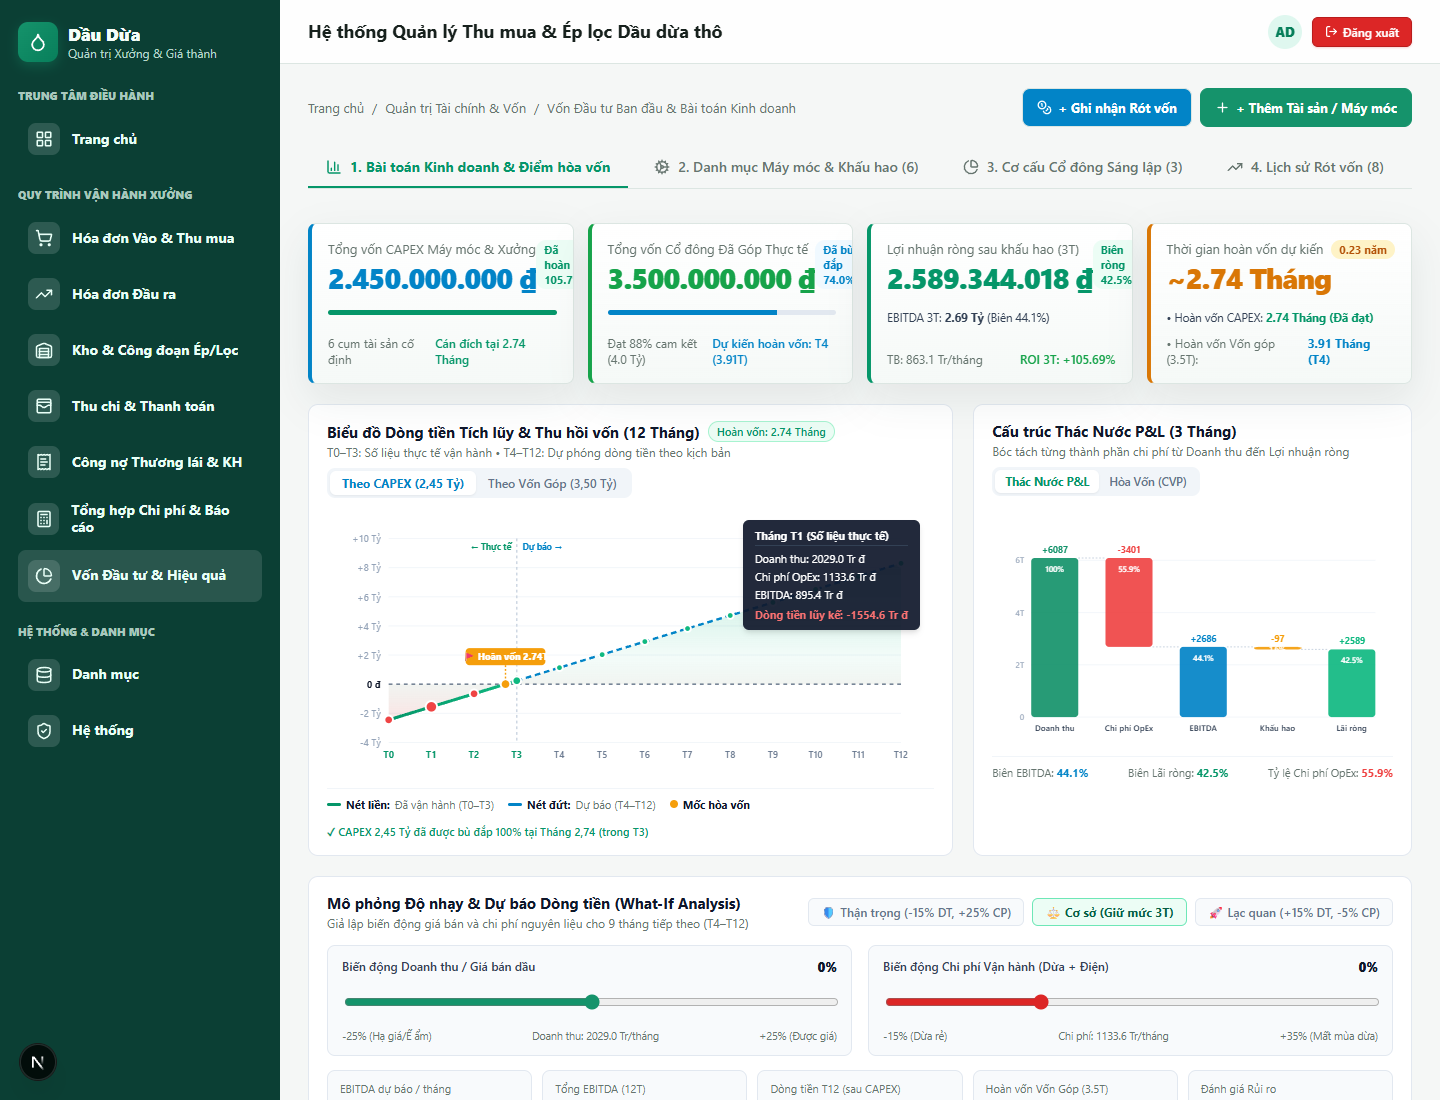 Dầu Dừa
Quản trị Xưởng & Giá thành
TRUNG TÂM ĐIỀU HÀNH
Trang chủ
QUY TRÌNH VẬN HÀNH XƯỞNG
Hóa đơn Vào & Thu mua
Hóa đơn Đầu ra
Kho & Công đoạn Ép/Lọc
Thu chi & Thanh toán
Công nợ Thương lái & KH
Tổng hợp Chi phí & Báo
cáo
Vốn Đầu tư & Hiệu quả
HỆ THỐNG & DANH MỤC
Danh mục
Hệ thống
N
Hệ thống Quản lý Thu mua & Ép lọc Dầu dừa thô
AD
Đăng xuất
Trang chủ / Quản trị Tài chính & Vốn / Vốn Đầu tư Ban đầu & Bài toán Kinh doanh
+ Ghi nhận Rót vốn
+ Thêm Tài sản / Máy móc
1. Bài toán Kinh doanh & Điểm hòa vốn
2. Danh mục Máy móc & Khấu hao (6)
3. Cơ cấu Cổ đông Sáng lập (3)
4. Lịch sử Rót vốn (8)
Tổng vốn CAPEX Máy móc & Xưởng
Đã
hoàn
105.7
2.450.000.000 ₫
6 cụm tài sản cố
định
Cán đích tại 2.74
Tháng
Tổng vốn Cổ đông Đã Góp Thực tế
Đã bù
đắp
74.0%
3.500.000.000 ₫
Đạt 88% cam kết
(4.0 Tỷ)
Dự kiến hoàn vốn: T4
(3.91T)
Lợi nhuận ròng sau khấu hao (3T)
Biên
ròng
42.5%
2.589.344.018 ₫
EBITDA 3T: 2.69 Tỷ (Biên 44.1%)
TB: 863.1 Tr/tháng
ROI 3T: +105.69%
Thời gian hoàn vốn dự kiến
0.23 năm
~2.74 Tháng
• Hoàn vốn CAPEX: 2.74 Tháng (Đã đạt)
• Hoàn vốn Vốn góp
(3.5T):
3.91 Tháng
(T4)
Biểu đồ Dòng tiền Tích lũy & Thu hồi vốn (12 Tháng)
Hoàn vốn: 2.74 Tháng
T0–T3: Số liệu thực tế vận hành • T4–T12: Dự phóng dòng tiền theo kịch bản
Theo CAPEX (2,45 Tỷ)
Theo Vốn Góp (3,50 Tỷ)
+10 Tỷ
+8 Tỷ
+6 Tỷ
+4 Tỷ
+2 Tỷ
0 đ
-2 Tỷ
-4 Tỷ
← Thực tế
Dự báo →
Hoàn vốn 2.74T
Tháng T1 (Số liệu thực tế)
Doanh thu: 2029.0 Tr đ
Chi phí OpEx: 1133.6 Tr đ
EBITDA: 895.4 Tr đ
Dòng tiền lũy kế: -1554.6 Tr đ
T0 T1 T2 T3 T4 T5 T6 T7 T8 T9 T10 T11 T12
Nét liền: Đã vận hành (T0–T3)
Nét đứt: Dự báo (T4–T12)
Mốc hòa vốn
✓ CAPEX 2,45 Tỷ đã được bù đắp 100% tại Tháng 2,74 (trong T3)
Cấu trúc Thác Nước P&L (3 Tháng)
Bóc tách từng thành phần chi phí từ Doanh thu đến Lợi nhuận ròng
Thác Nước P&L
Hòa Vốn (CVP)
6T
4T
2T
0
+6087
100%
-3401
55.9%
+2686
44.1%
-97
+2589
42.5%
Doanh thu
Chi phí OpEx
EBITDA
Khấu hao
Lãi ròng
Biên EBITDA: 44.1%
Biên Lãi ròng: 42.5%
Tỷ lệ Chi phí OpEx: 55.9%
Mô phỏng Độ nhạy & Dự báo Dòng tiền (What-If Analysis)
Giả lập biến động giá bán và chi phí nguyên liệu cho 9 tháng tiếp theo (T4–T12)
Thận trọng (-15% DT, +25% CP)
Cơ sở (Giữ mức 3T)
Lạc quan (+15% DT, -5% CP)
Biến động Doanh thu / Giá bán dầu
0%
-25% (Hạ giá/Ế ẩm)
Doanh thu: 2029.0 Tr/tháng
+25% (Được giá)
Biến động Chi phí Vận hành (Dừa + Điện)
0%
-15% (Dừa rẻ)
Chi phí: 1133.6 Tr/tháng
+35% (Mất mùa dừa)
EBITDA dự báo / tháng
Tổng EBITDA (12T)
Dòng tiền T12 (sau CAPEX)
Hoàn vốn Vốn Góp (3.5T)
Đánh giá Rủi ro